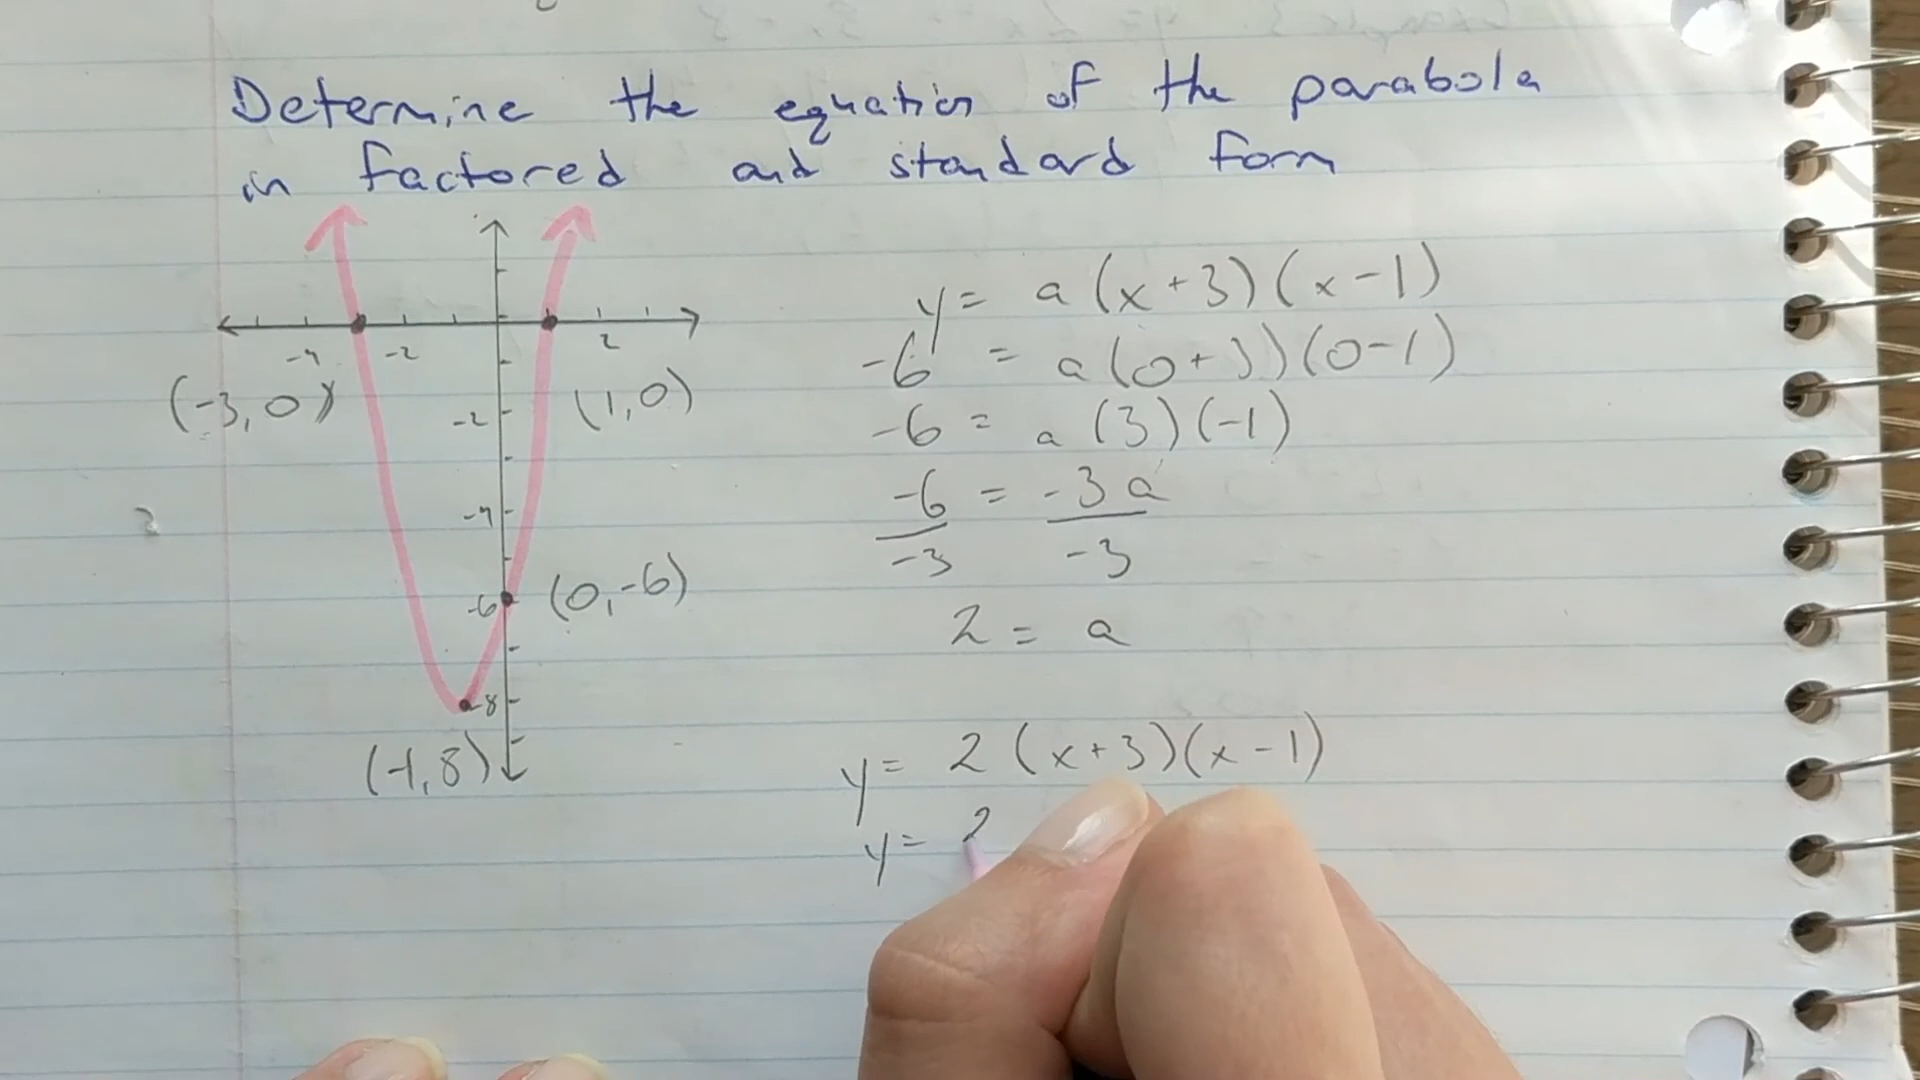 Determine the equation of the parabola
in factored and standard form
-4
-2
2
(-3,0)
(1,0)
-2
-4
-6
(0,-6)
-8
(-1,8)
y = a (x+3)(x-1)
-6 = a(0+3)(0-1)
-6 = a (3)(-1)
-6 = -3a
-3 -3
2 = a
y = 2 (x+3)(x-1)
y = 2